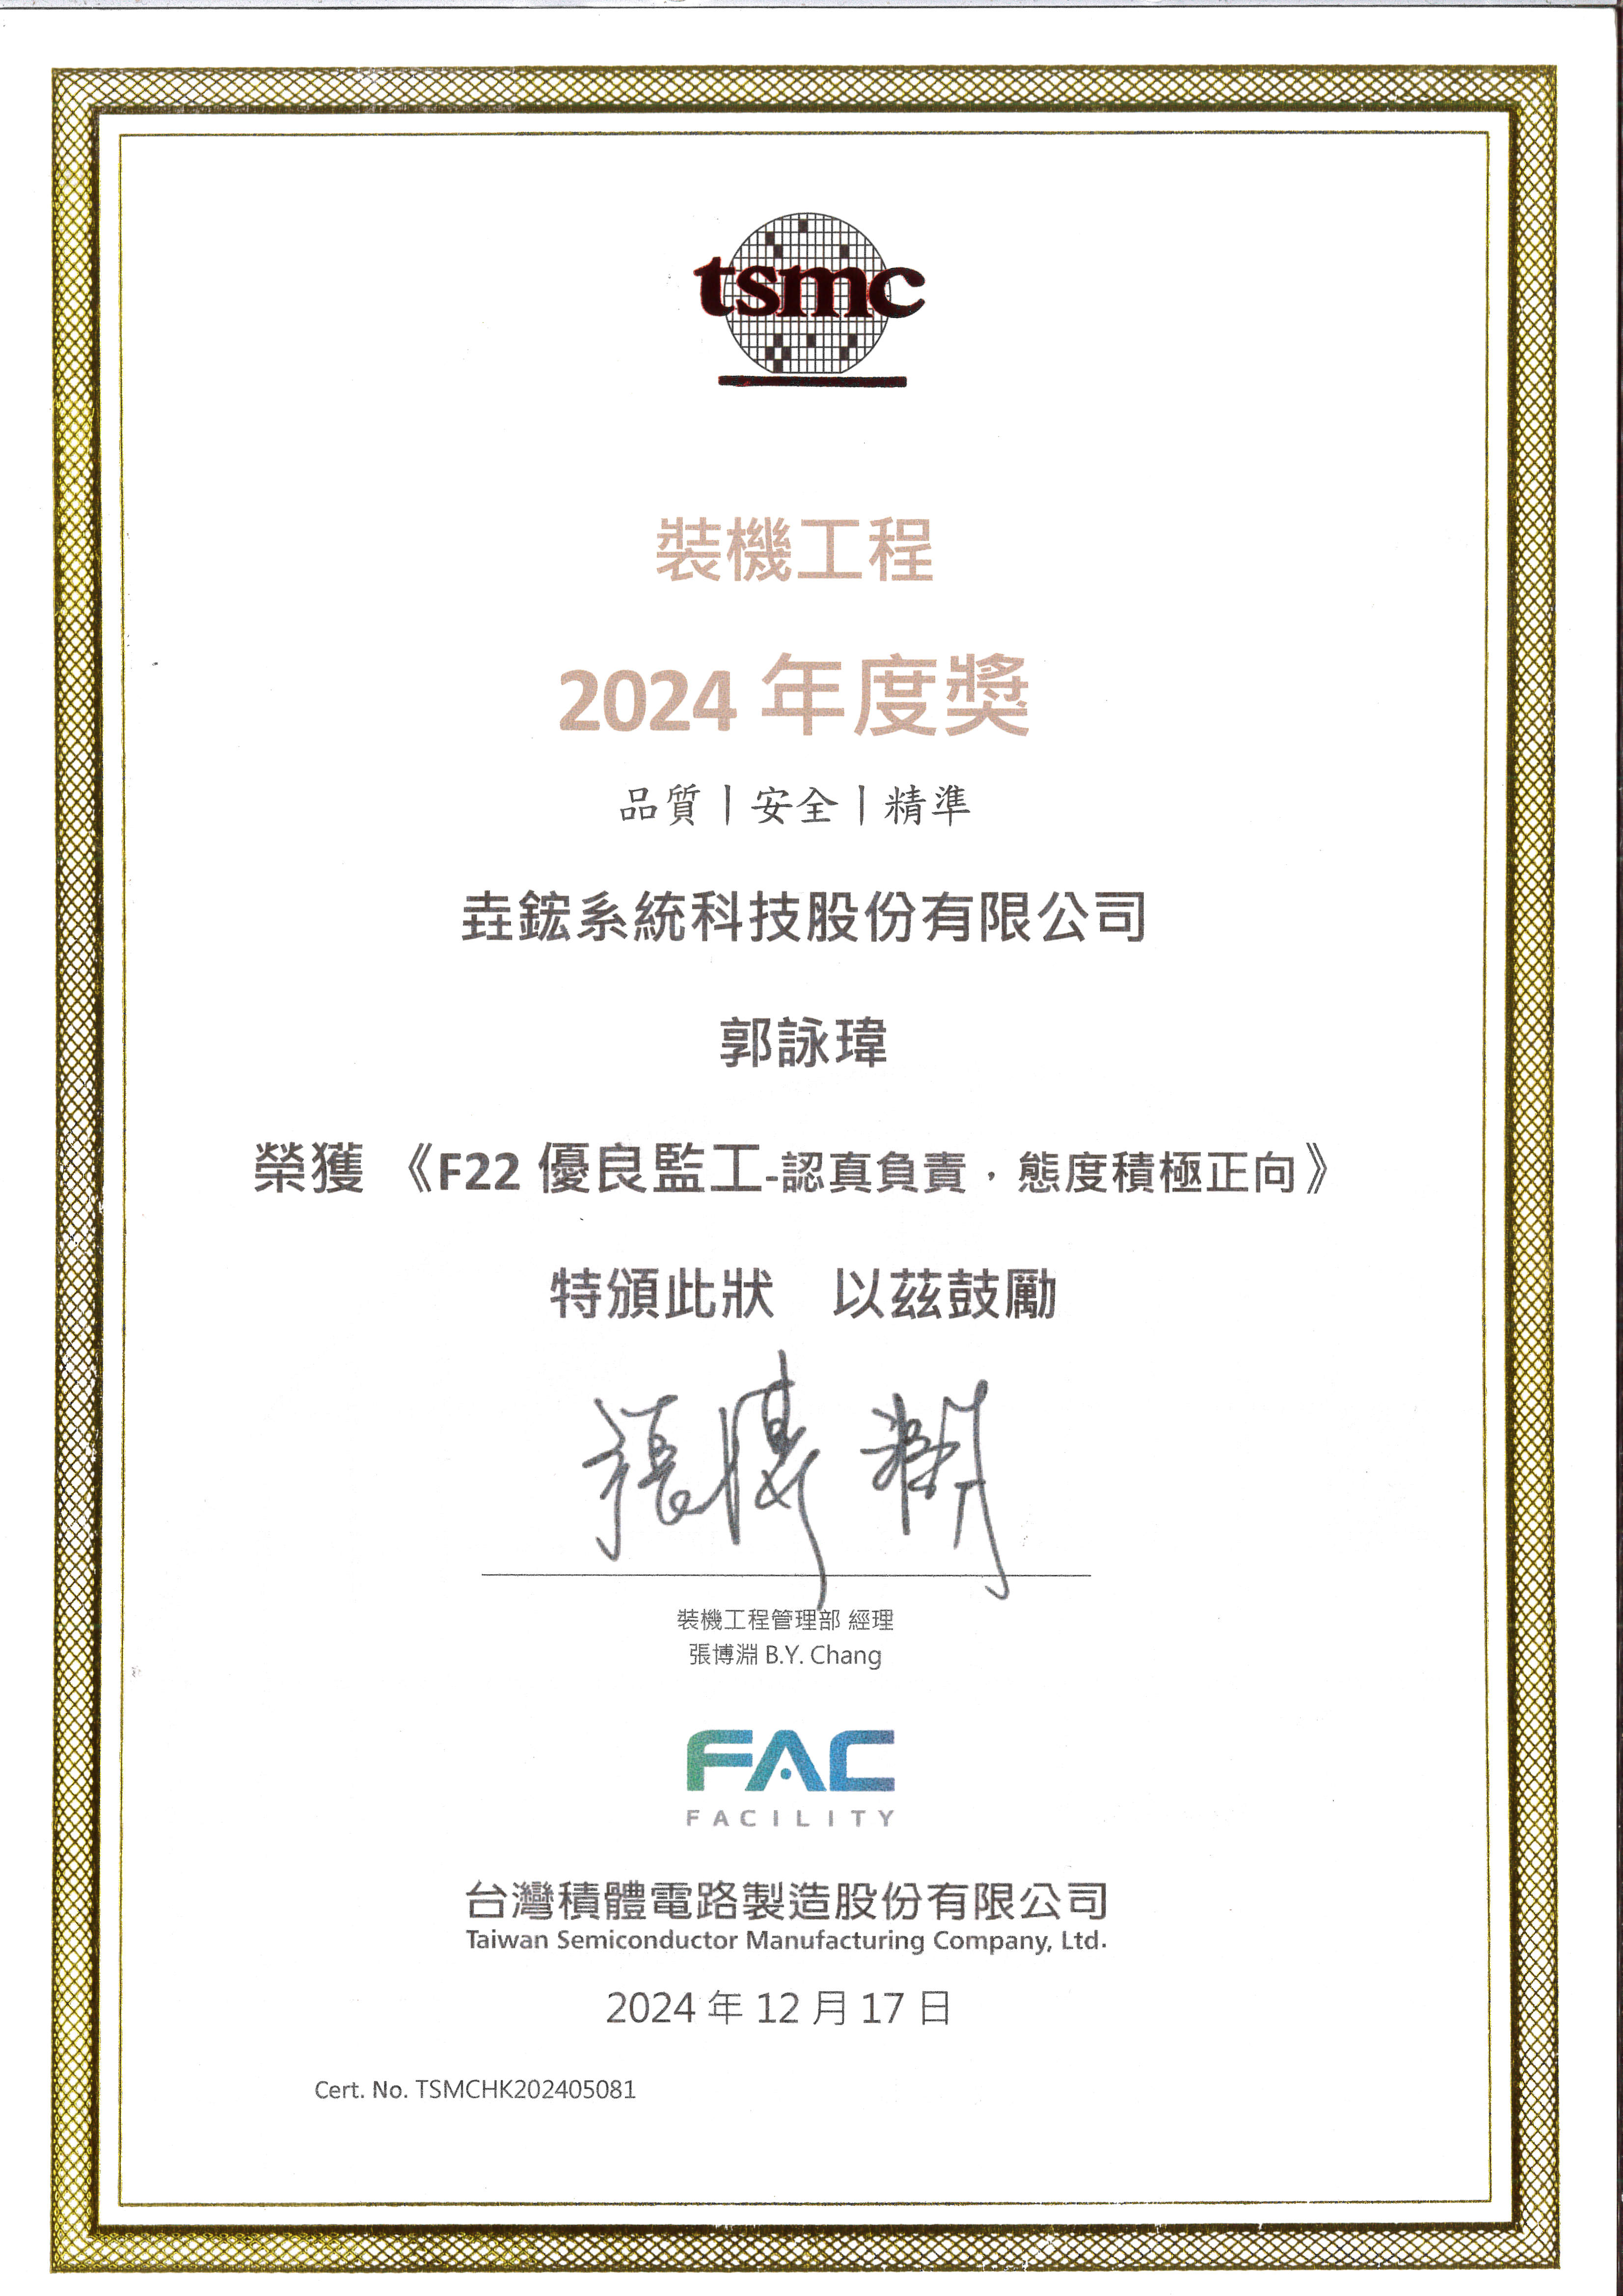 tsmc
裝機工程
2024 年度獎
品質|安全|精準
垚鋐系統科技股份有限公司
郭詠瑋
榮獲 《F22 優良監工-認真負責，態度積極正向》
特頒此狀 以茲鼓勵
張博淵
裝機工程管理部 經理
張博淵 B.Y. Chang
FAC
FACILITY
台灣積體電路製造股份有限公司
Taiwan Semiconductor Manufacturing Company, Ltd.
2024 年 12 月 17 日
Cert. No. TSMCHK202405081